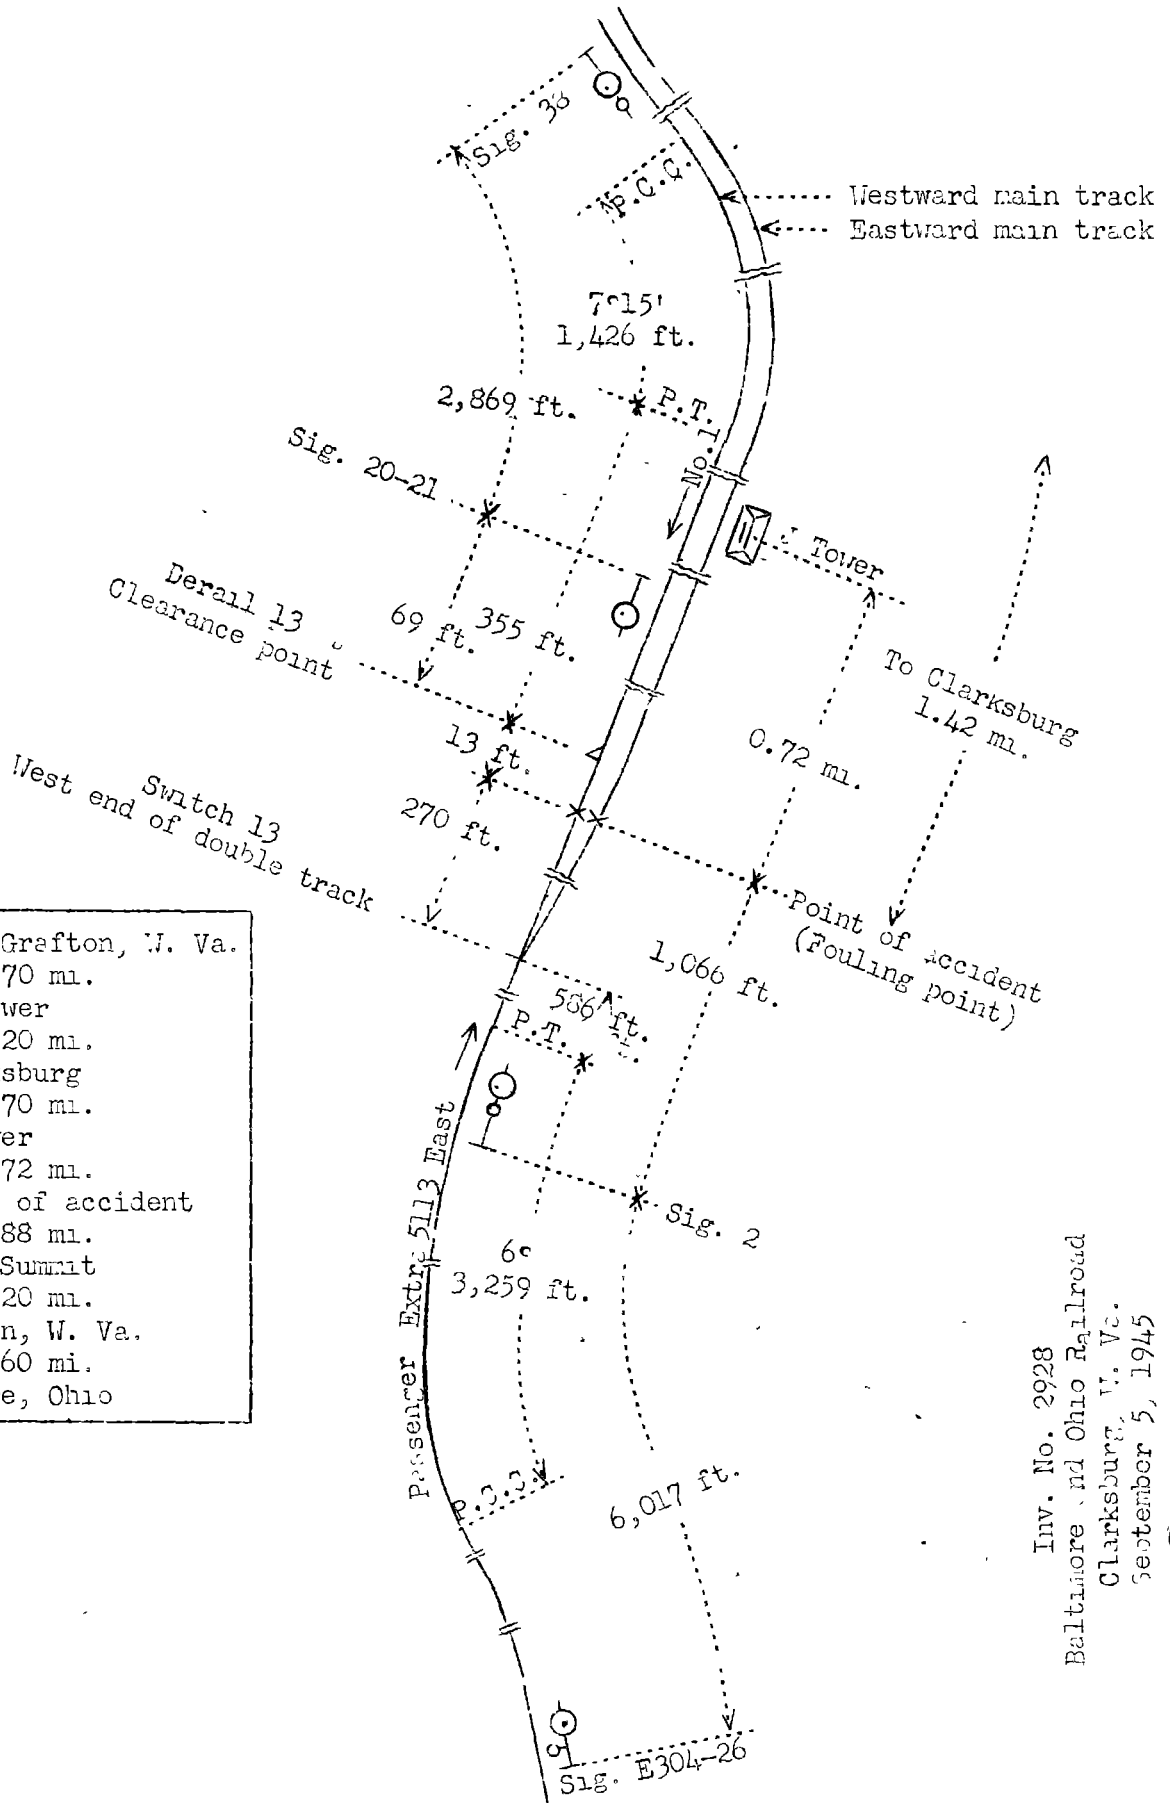 Sig. 38
P.C.C.
Westward main track
Eastward main track
7°15'
1,426 ft.
2,869 ft.
P.T.
No. 1
Sig. 20-21
Tower
Derail 13
Clearance point
69 ft.
355 ft.
To Clarksburg
1.42 mi.
0.72 mi.
13 ft.
Switch 13
West end of double track
270 ft.
Point of accident
(Fouling point)
1,066 ft.
586 ft.
P.T.
Grafton, W. Va.
70 mi.
wer
20 mi.
sburg
70 mi.
er
72 mi.
of accident
88 mi.
Summit
20 mi.
n, W. Va.
60 mi.
e, Ohio
Passenger Extra 5113 East
Sig. 2
6°
3,259 ft.
6,017 ft.
Sig. E304-26
Inv. No. 2928
Baltimore nd Ohio Railroad
Clarksburg, W. Va.
September 5, 1945